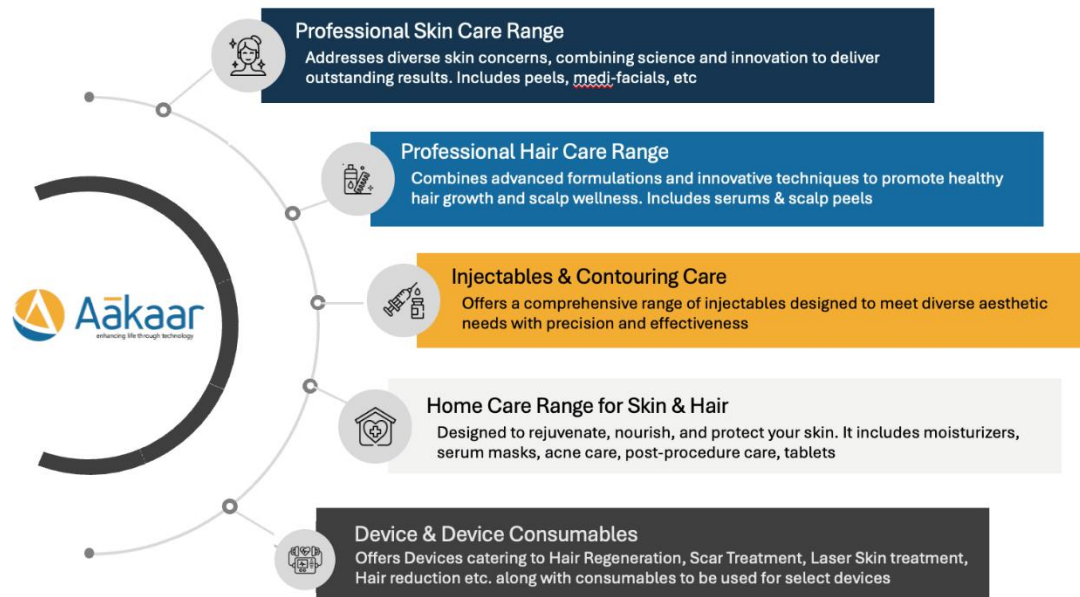 Professional Skin Care Range
Addresses diverse skin concerns, combining science and innovation to deliver
outstanding results. Includes peels, medi-facials, etc
Professional Hair Care Range
Combines advanced formulations and innovative techniques to promote healthy
hair growth and scalp wellness. Includes serums & scalp peels
Injectables & Contouring Care
Offers a comprehensive range of injectables designed to meet diverse aesthetic
needs with precision and effectiveness
Aākaar
enhancing life through technology
Home Care Range for Skin & Hair
Designed to rejuvenate, nourish, and protect your skin. It includes moisturizers,
serum masks, acne care, post-procedure care, tablets
Device & Device Consumables
Offers Devices catering to Hair Regeneration, Scar Treatment, Laser Skin treatment,
Hair reduction etc. along with consumables to be used for select devices